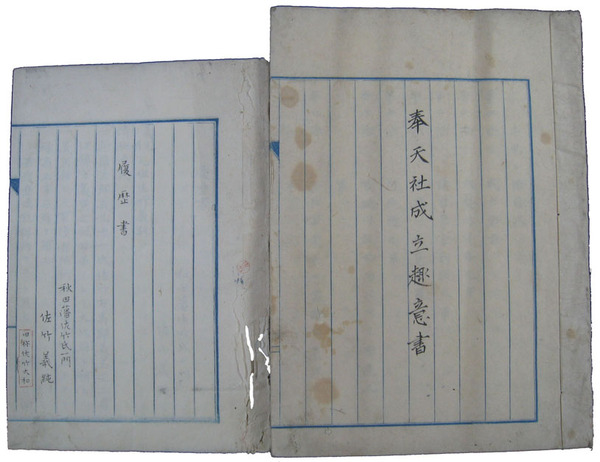 奉天社成立趣意書
履歴書
秋田藩佐竹氏一門
佐竹義